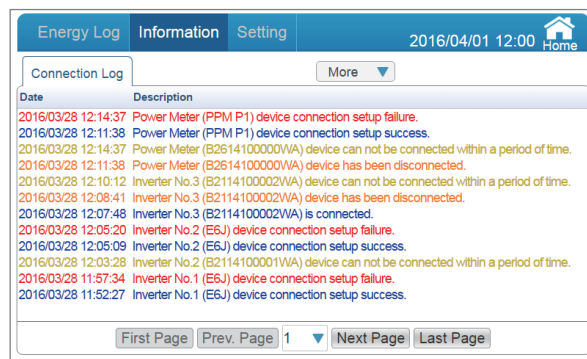 Energy Log Information Setting 2016/04/01 12:00 Home
Connection Log More
Date Description
2016/03/28 12:14:37 Power Meter (PPM P1) device connection setup failure.
2016/03/28 12:11:38 Power Meter (PPM P1) device connection setup success.
2016/03/28 12:14:37 Power Meter (B2614100000WA) device can not be connected within a period of time.
2016/03/28 12:11:38 Power Meter (B2614100000WA) device has been disconnected.
2016/03/28 12:10:12 Inverter No.3 (B2114100002WA) device can not be connected within a period of time.
2016/03/28 12:08:41 Inverter No.3 (B2114100002WA) device has been disconnected.
2016/03/28 12:07:48 Inverter No.3 (B2114100002WA) is connected.
2016/03/28 12:05:20 Inverter No.2 (E6J) device connection setup failure.
2016/03/28 12:05:09 Inverter No.2 (E6J) device connection setup success.
2016/03/28 12:03:28 Inverter No.2 (B2114100001WA) device can not be connected within a period of time.
2016/03/28 11:57:34 Inverter No.1 (E6J) device connection setup failure.
2016/03/28 11:52:27 Inverter No.1 (E6J) device connection setup success.
First Page Prev. Page 1 Next Page Last Page